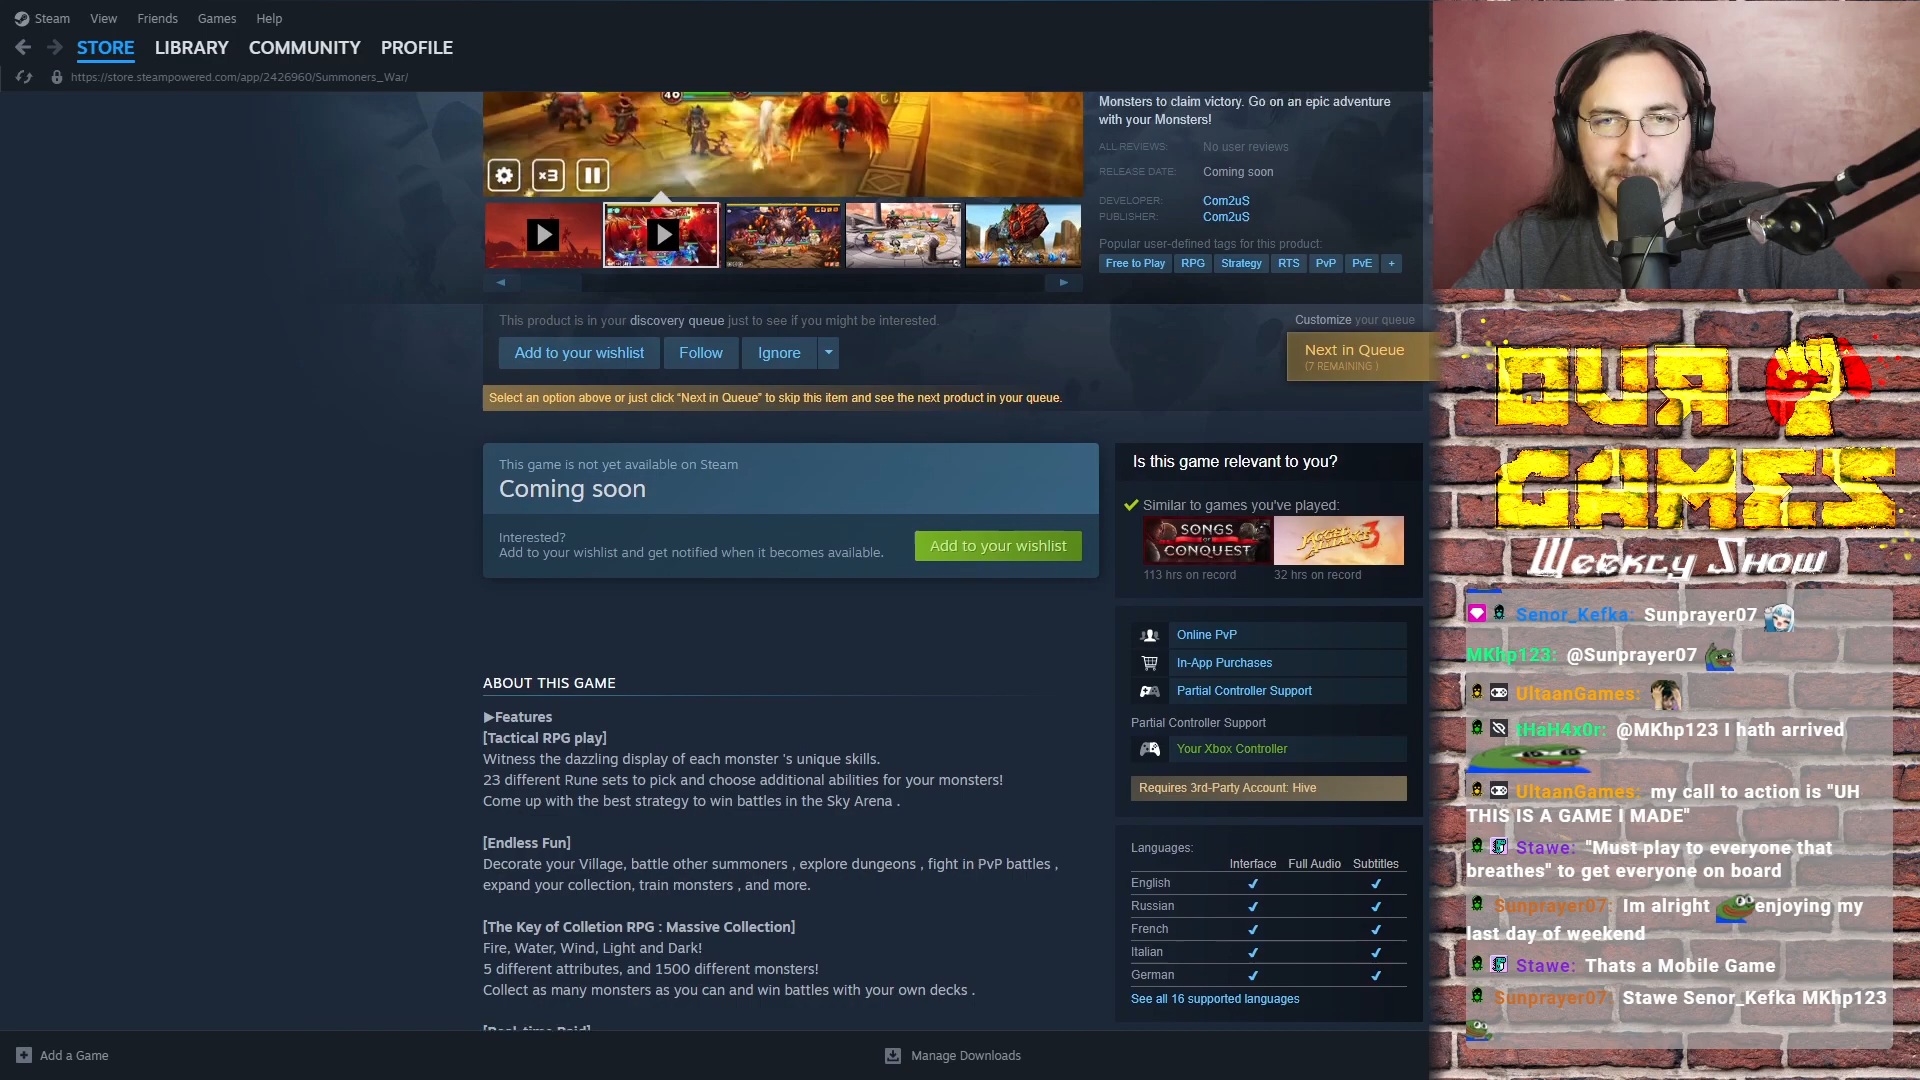 Steam View Friends Games Help
STORE LIBRARY COMMUNITY PROFILE
https://store.steampowered.com/app/2426960/Summoners_War/
Monsters to claim victory. Go on an epic adventure
with your Monsters!
ALL REVIEWS: No user reviews
RELEASE DATE: Coming soon
DEVELOPER: Com2uS
PUBLISHER: Com2uS
Popular user-defined tags for this product:
Free to Play RPG Strategy RTS PvP PvE +
x3
This product is in your discovery queue just to see if you might be interested.
Add to your wishlist Follow Ignore
Customize your queue
Next in Queue
(7 REMAINING )
Select an option above or just click “Next in Queue” to skip this item and see the next product in your queue.
This game is not yet available on Steam
Coming soon
Interested?
Add to your wishlist and get notified when it becomes available.
Add to your wishlist
ABOUT THIS GAME
▶Features
[Tactical RPG play]
Witness the dazzling display of each monster 's unique skills.
23 different Rune sets to pick and choose additional abilities for your monsters!
Come up with the best strategy to win battles in the Sky Arena .
[Endless Fun]
Decorate your Village, battle other summoners , explore dungeons , fight in PvP battles ,
expand your collection, train monsters , and more.
[The Key of Colletion RPG : Massive Collection]
Fire, Water, Wind, Light and Dark!
5 different attributes, and 1500 different monsters!
Collect as many monsters as you can and win battles with your own decks .
Is this game relevant to you?
Similar to games you've played:
SONGS OF CONQUEST
JAGGED ALLIANCE 3
113 hrs on record 32 hrs on record
Online PvP
In-App Purchases
Partial Controller Support
Partial Controller Support
Your Xbox Controller
Requires 3rd-Party Account: Hive
Languages:
Interface Full Audio Subtitles
English ✔ ✔
Russian ✔ ✔
French ✔ ✔
Italian ✔ ✔
German ✔ ✔
See all 16 supported languages
Add a Game
Manage Downloads
OUR
GAMES
Weekly Show
Senor_Kefka: Sunprayer07
MKhp123: @Sunprayer07
UltaanGames:
tHaH4x0r: @MKhp123 I hath arrived
UltaanGames: my call to action is "UH
THIS IS A GAME I MADE"
Stawe: "Must play to everyone that
breathes" to get everyone on board
Sunprayer07: Im alright enjoying my
last day of weekend
Stawe: Thats a Mobile Game
Sunprayer07: Stawe Senor_Kefka MKhp123